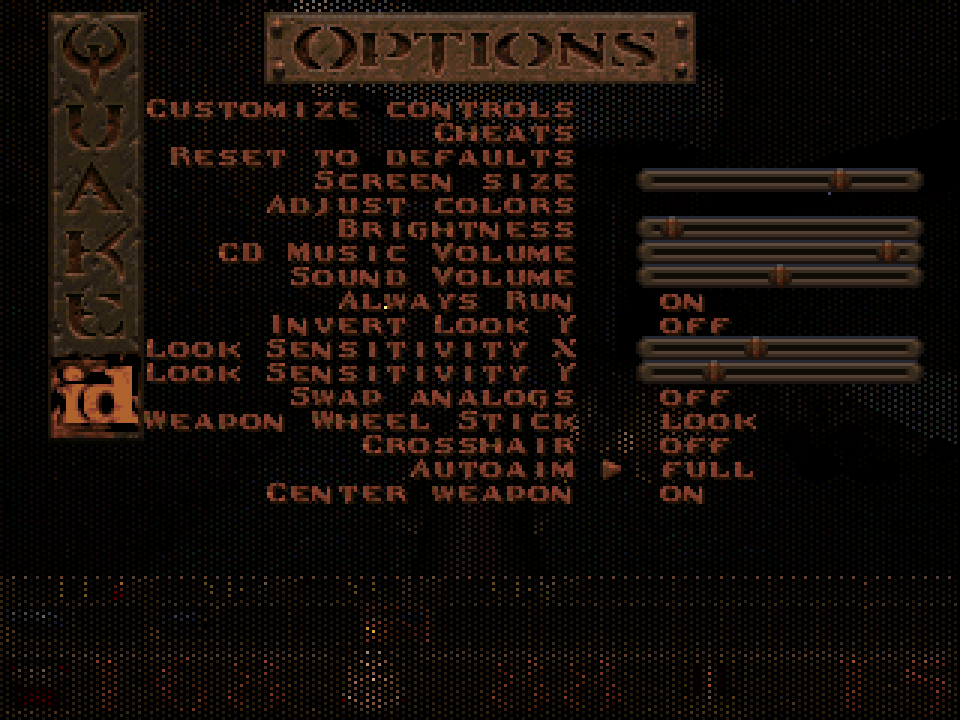 QUAKE
id
OPTIONS
CUSTOMIZE CONTROLS
CHEATS
RESET TO DEFAULTS
SCREEN SIZE
ADJUST COLORS
BRIGHTNESS
CD MUSIC VOLUME
SOUND VOLUME
ALWAYS RUN ON
INVERT LOOK Y OFF
LOOK SENSITIVITY X
LOOK SENSITIVITY Y
SWAP ANALOGS OFF
WEAPON WHEEL STICK LOOK
CROSSHAIR OFF
AUTOAIM FULL
CENTER WEAPON ON